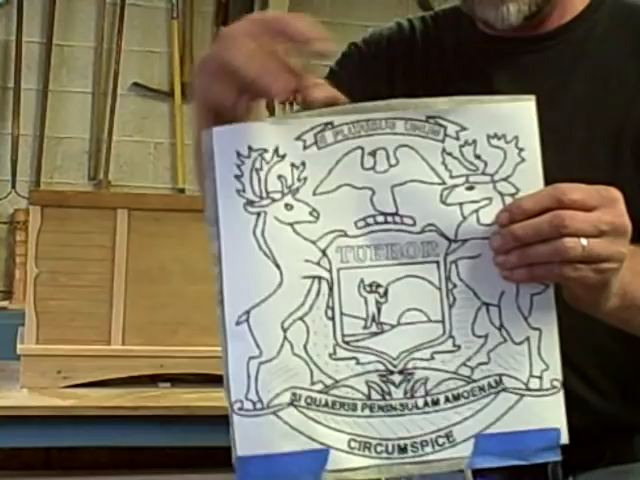 E PLURIBUS UNUM
TUEBOR
SI QUAERIS PENINSULAM AMOENAM
CIRCUMSPICE